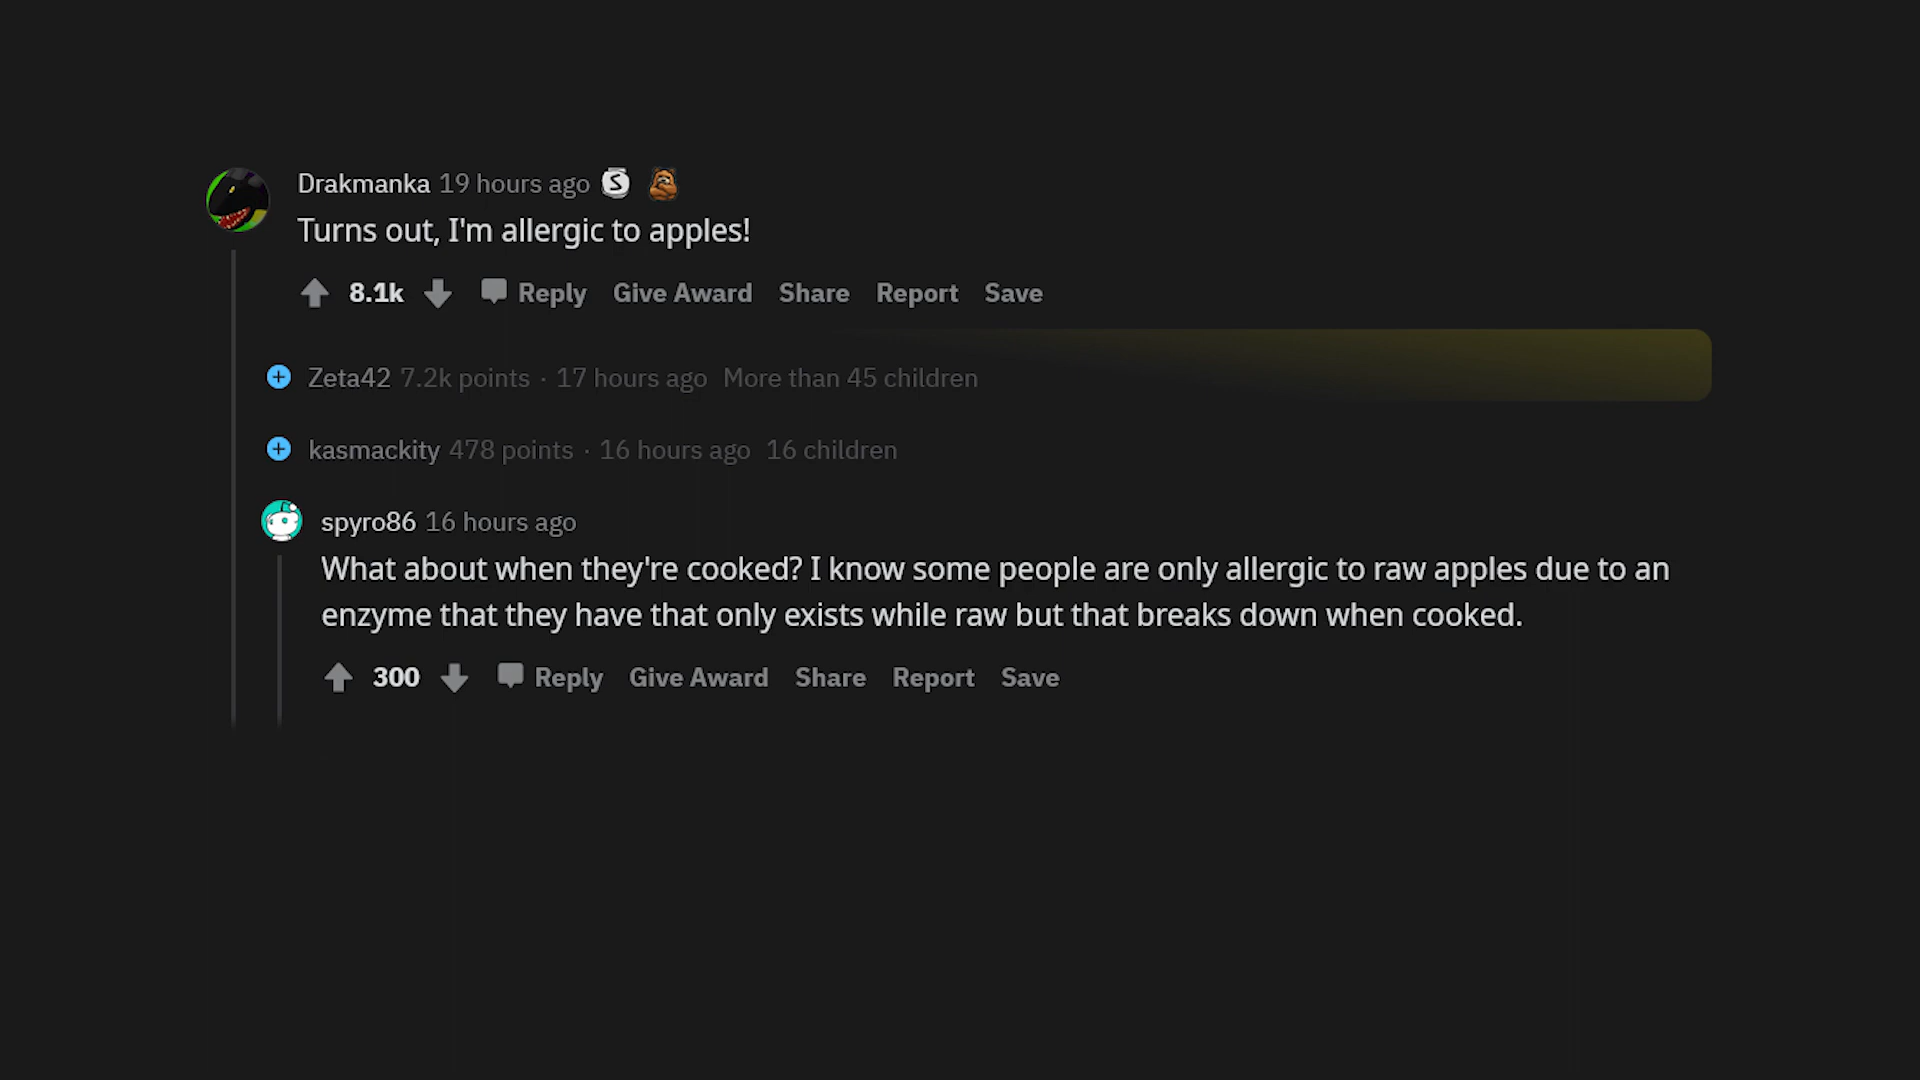 Drakmanka 19 hours ago S
Turns out, I'm allergic to apples!
8.1k Reply Give Award Share Report Save
Zeta42 7.2k points · 17 hours ago More than 45 children
kasmackity 478 points · 16 hours ago 16 children
spyro86 16 hours ago
What about when they're cooked? I know some people are only allergic to raw apples due to an
enzyme that they have that only exists while raw but that breaks down when cooked.
300 Reply Give Award Share Report Save